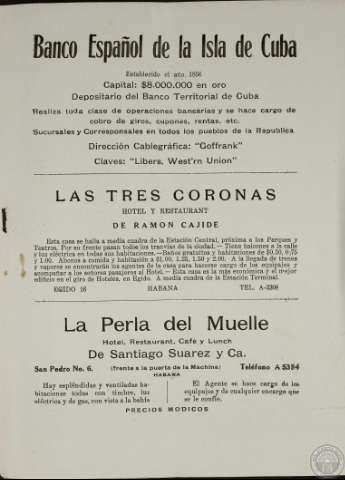 Banco Español de la Isla de Cuba
Establecido el año 1856
Capital: $8.000.000 en oro
Depositario del Banco Territorial de Cuba
Realiza toda clase de operaciones bancarias y se hace cargo de
cobro de giros, cupones, rentas, etc.
Sucursales y Corresponsales en todos los pueblos de la Republica
Dirección Cablegráfica: "Goffrank"
Claves: "Libers, West'rn Union"
LAS TRES CORONAS
HOTEL Y RESTAURANT
DE RAMON CAJIDE
Esta casa se halla a media cuadra de la Estación Central, próxima a los Parques y
Teatros. Por su frente pasan todos los travías de la ciudad.—Tiene balcones a la calle
y luz eléctrica en todas sus habitaciones.—Baños gratuitos y habitaciones de $0.50, 0.75
y 1.00. Abonos a comida y habitación a $1.00, 1.25, 1.50 y 2.00. A la llegada de trenes
y vapores se encontrarán los agentes de la casa para hacerse cargo de los equipajes y
acompañar a los señores pasajeros al Hotel.—Esta casa es la más económica y el mejor
edificio en el giro de Hoteles, en Egido. A media cuadra de la Estación Terminal.
EGIDO 16 HABANA TEL. A-3308
La Perla del Muelle
Hotel, Restaurant, Café y Lunch
De Santiago Suarez y Ca.
San Pedro No. 6. (frente a la puerta de la Machina) Teléfono A 5394
HABANA
Hay espléndidas y ventiladas ha-
bitaciones todas con timbre, luz
eléctrica y de gas, con vista a la bahía
El Agente se hace cargo de los
equipajes y de cualquier encargo que
se le confíe.
PRECIOS MODICOS